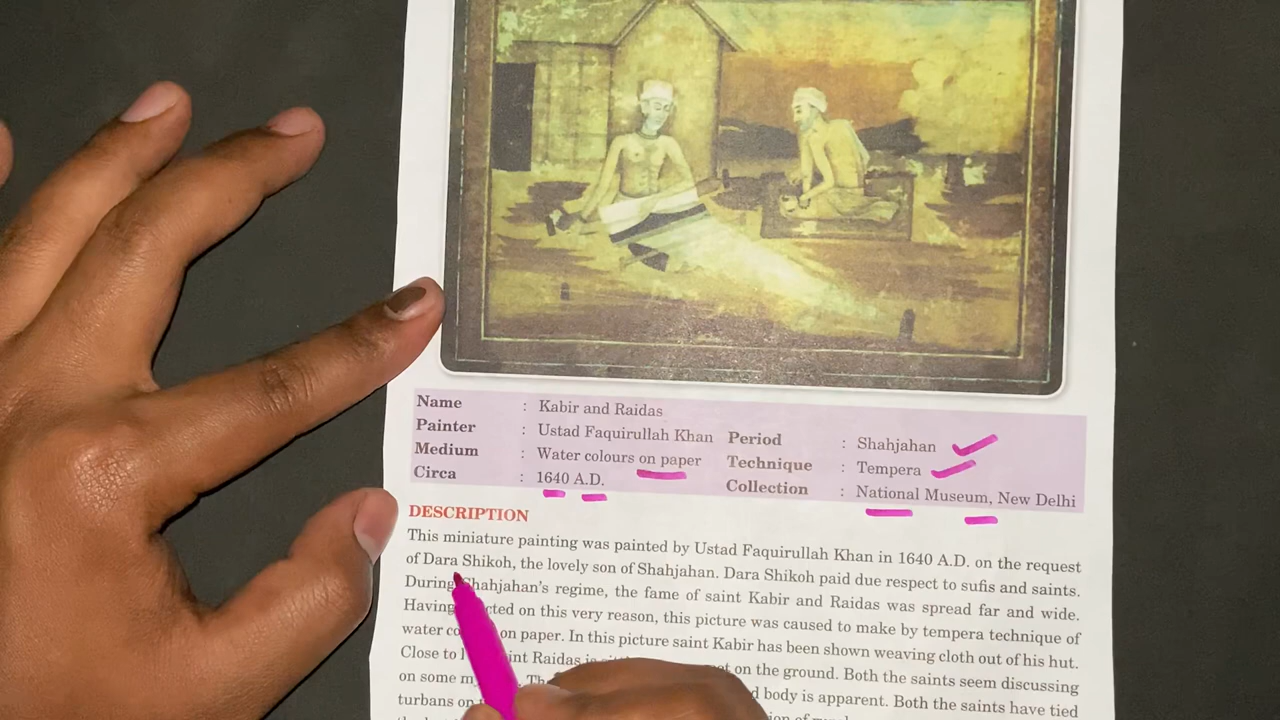 Name : Kabir and Raidas
Painter : Ustad Faquirullah Khan Period : Shahjahan
Medium : Water colours on paper Technique : Tempera
Circa : 1640 A.D. Collection : National Museum, New Delhi
DESCRIPTION
This miniature painting was painted by Ustad Faquirullah Khan in 1640 A.D. on the request
of Dara Shikoh, the lovely son of Shahjahan. Dara Shikoh paid due respect to sufis and saints.
During Shahjahan's regime, the fame of saint Kabir and Raidas was spread far and wide.
Having on this very reason, this picture was caused to make by tempera technique of
water on paper. In this picture saint Kabir has been shown weaving cloth out of his hut.
Close to Raidas on the ground. Both the saints seem discussing
on some body is apparent. Both the saints have tied
turbans